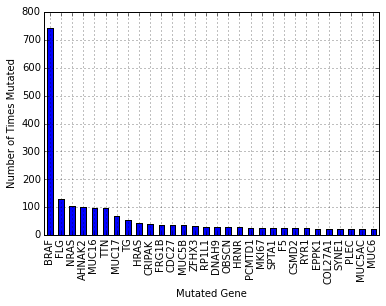 800
700
600
500
400
300
200
100
0
Number of Times Mutated
BRAF
FLG
NRAS
AHNAK2
MUC16
TTN
MUC17
TG
HRAS
CRIPAK
FRG1B
CDC27
MUC5B
ZFHX3
RP1L1
DNAH9
OBSCN
HRNR
PCMTD1
MKI67
SPTA1
F5
CSMD2
RYR1
EPPK1
COL27A1
SYNE1
PLEC
MUC5AC
MUC6
Mutated Gene